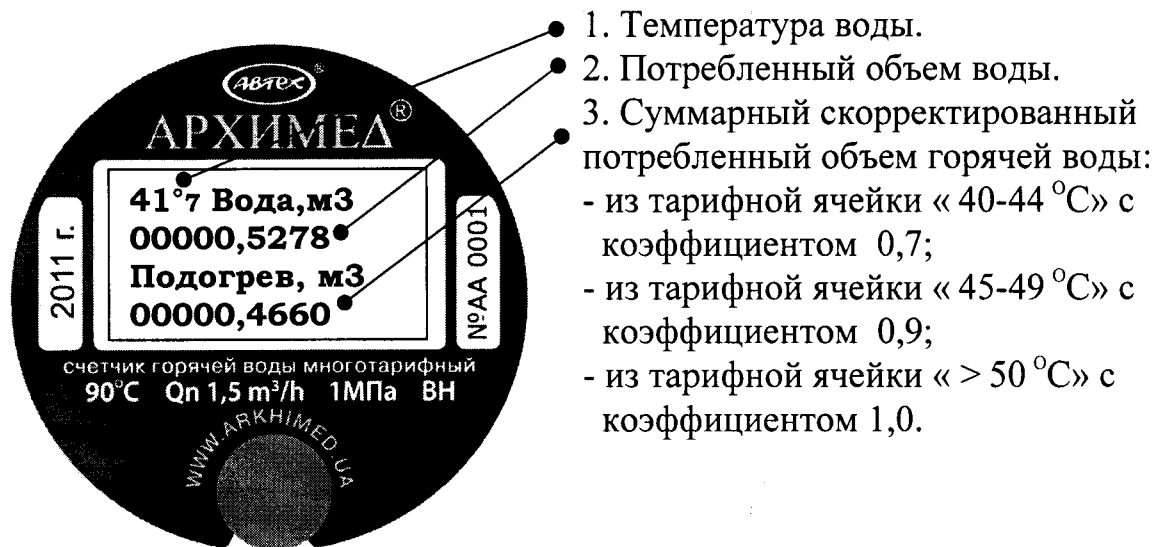 1. Температура воды.
2. Потребленный объем воды.
3. Суммарный скорректированный
потребленный объем горячей воды:
- из тарифной ячейки « 40-44 °C» с
коэффициентом 0,7;
- из тарифной ячейки « 45-49 °C» с
коэффициентом 0,9;
- из тарифной ячейки « > 50 °C» с
коэффициентом 1,0.
АВТЕХ®
АРХИМЕΔ®
2011 г.
41°7 Вода,м3
00000,5278
Подогрев, м3
00000,4660
№АА 0001
счетчик горячей воды многотарифный
90°C Qn 1,5 m³/h 1МПа ВН
WWW.ARKHIMED.UA